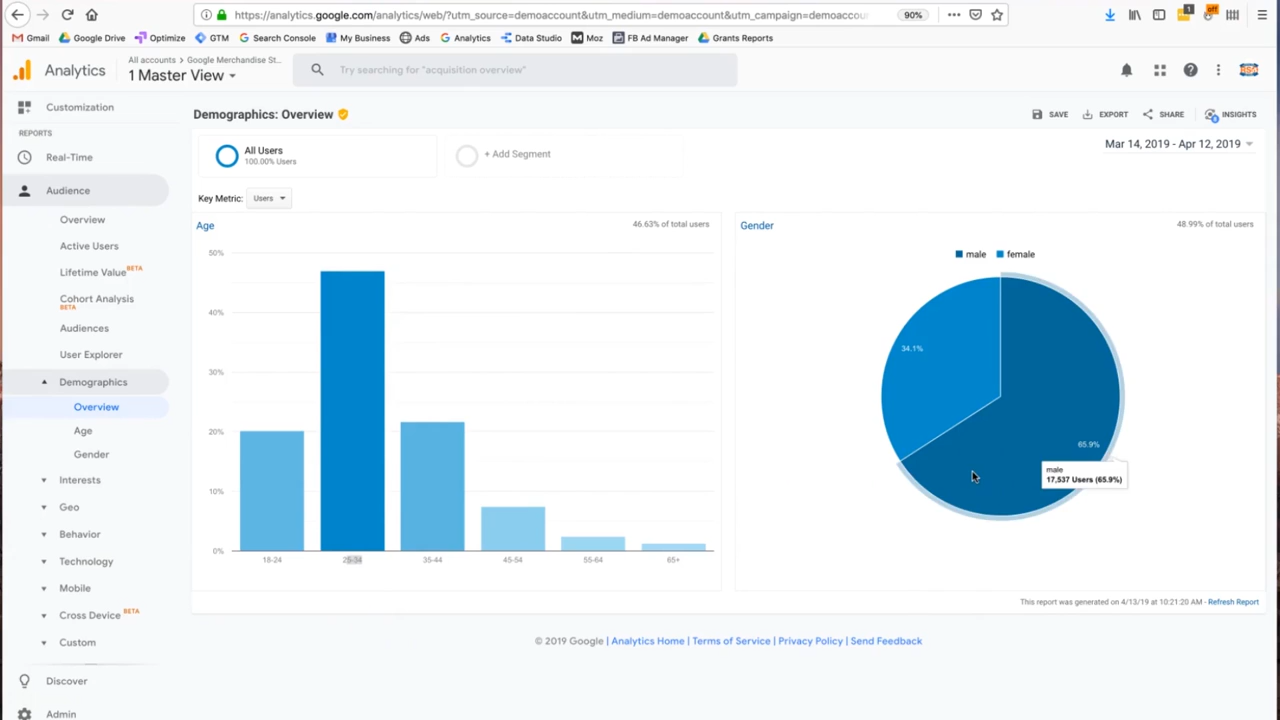 https://analytics.google.com/analytics/web/?utm_source=demoaccount&utm_medium=demoaccount&utm_campaign=demoaccou
90%
1
off
Gmail
Google Drive
Optimize
GTM
Search Console
My Business
Ads
Analytics
Data Studio
Moz
FB Ad Manager
Grants Reports
Analytics
All accounts > Google Merchandise St...
1 Master View
Try searching for "acquisition overview"
Customization
REPORTS
Real-Time
Audience
Overview
Active Users
Lifetime Value BETA
Cohort Analysis
BETA
Audiences
User Explorer
Demographics
Overview
Age
Gender
Interests
Geo
Behavior
Technology
Mobile
Cross Device BETA
Custom
Discover
Admin
Demographics: Overview
SAVE
EXPORT
SHARE
INSIGHTS
All Users
100.00% Users
+ Add Segment
Mar 14, 2019 - Apr 12, 2019
Key Metric:
Users
Age
46.63% of total users
50%
40%
30%
20%
10%
0%
18-24
25-34
35-44
45-54
55-64
65+
Gender
48.99% of total users
male
female
34.1%
65.9%
male
17,537 Users (65.9%)
This report was generated on 4/13/19 at 10:21:20 AM - Refresh Report
© 2019 Google | Analytics Home | Terms of Service | Privacy Policy | Send Feedback